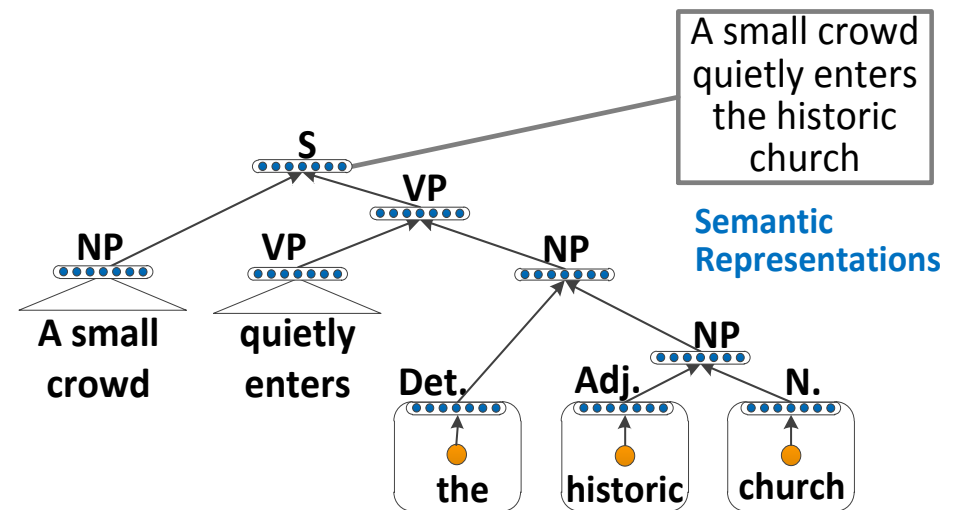 A small crowd
quietly enters
the historic
church
S
VP
Semantic
Representations
NP
VP
NP
A small
crowd
quietly
enters
NP
Det.
Adj.
N.
the
historic
church